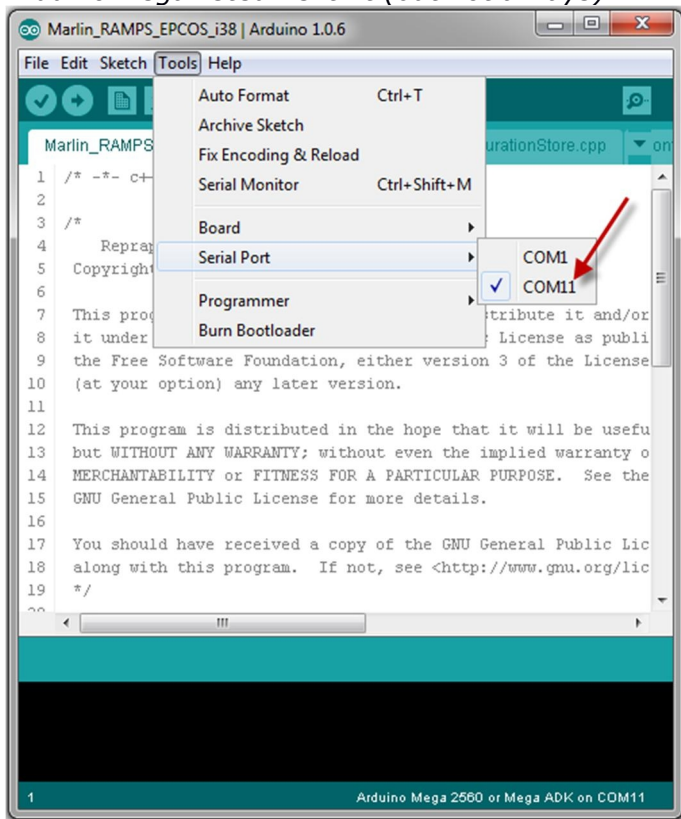 Marlin_RAMPS_EPCOS_i38 | Arduino 1.0.6
File Edit Sketch Tools Help
Auto Format Ctrl+T
Archive Sketch
Fix Encoding & Reload
Serial Monitor Ctrl+Shift+M
Board
Serial Port
Programmer
Burn Bootloader
COM1
COM11
Marlin_RAMPS urationStore.cpp on
1 /* -*- c+
2
3 /*
4 Reprap
5 Copyright
6
7 This prog tribute it and/or
8 it under License as publi
9 the Free Software Foundation, either version 3 of the License
10 (at your option) any later version.
11
12 This program is distributed in the hope that it will be usefu
13 but WITHOUT ANY WARRANTY; without even the implied warranty o
14 MERCHANTABILITY or FITNESS FOR A PARTICULAR PURPOSE. See the
15 GNU General Public License for more details.
16
17 You should have received a copy of the GNU General Public Lic
18 along with this program. If not, see <http://www.gnu.org/lic
19 */
1 Arduino Mega 2560 or Mega ADK on COM11